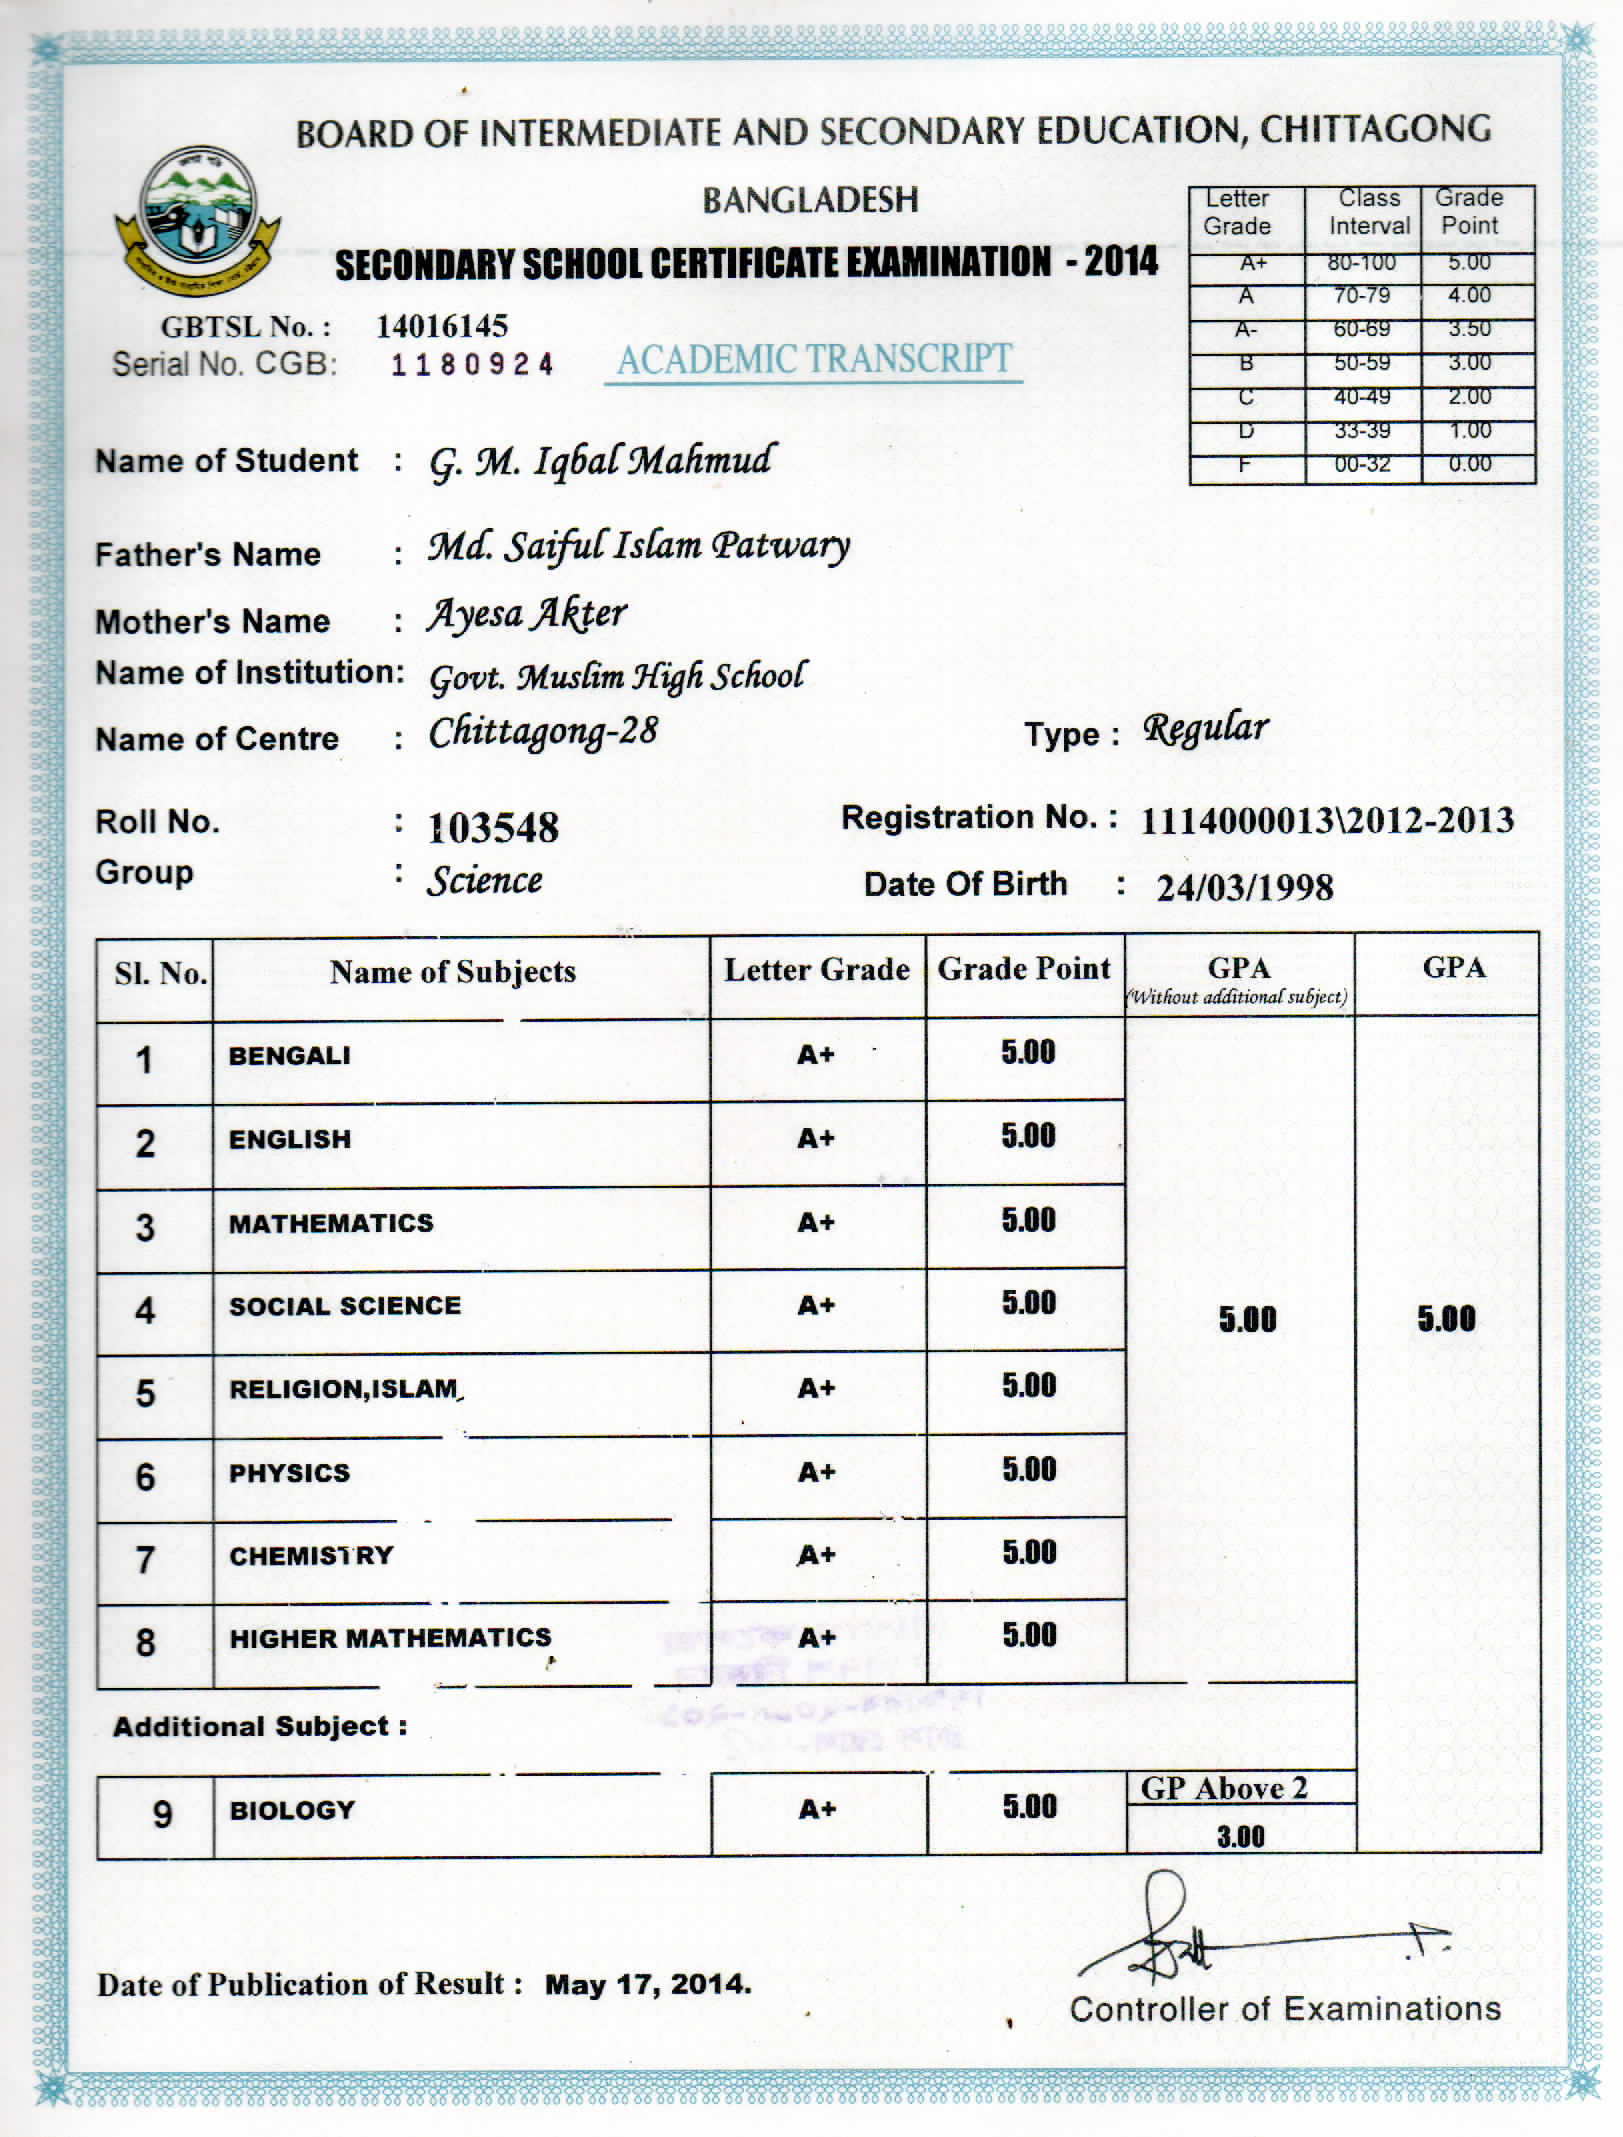 BOARD OF INTERMEDIATE AND SECONDARY EDUCATION, CHITTAGONG
BANGLADESH
SECONDARY SCHOOL CERTIFICATE EXAMINATION - 2014
GBTSL No. : 14016145
Serial No. CGB: 1180924
ACADEMIC TRANSCRIPT
Letter Grade Class Interval Grade Point
A+ 80-100 5.00
A 70-79 4.00
A- 60-69 3.50
B 50-59 3.00
C 40-49 2.00
D 33-39 1.00
F 00-32 0.00
Name of Student : G. M. Iqbal Mahmud
Father's Name : Md. Saiful Islam Patwary
Mother's Name : Ayesa Akter
Name of Institution: Govt. Muslim High School
Name of Centre : Chittagong-28 Type : Regular
Roll No. : 103548 Registration No. : 1114000013\2012-2013
Group : Science Date Of Birth : 24/03/1998
Sl. No. Name of Subjects Letter Grade Grade Point GPA (Without additional subject) GPA
1 BENGALI A+ 5.00
2 ENGLISH A+ 5.00
3 MATHEMATICS A+ 5.00
4 SOCIAL SCIENCE A+ 5.00 5.00 5.00
5 RELIGION,ISLAM A+ 5.00
6 PHYSICS A+ 5.00
7 CHEMISTRY A+ 5.00
8 HIGHER MATHEMATICS A+ 5.00
Additional Subject :
9 BIOLOGY A+ 5.00 GP Above 2
3.00
Date of Publication of Result : May 17, 2014.
Controller of Examinations